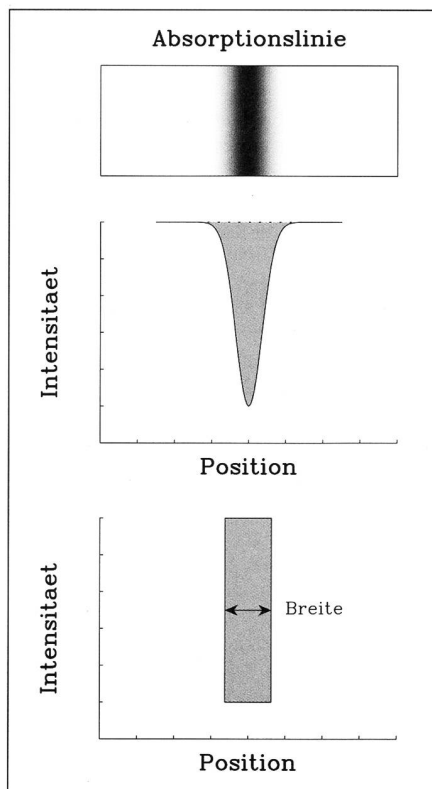 Absorptionslinie
Intensitaet
Position
Intensitaet
Breite
Position